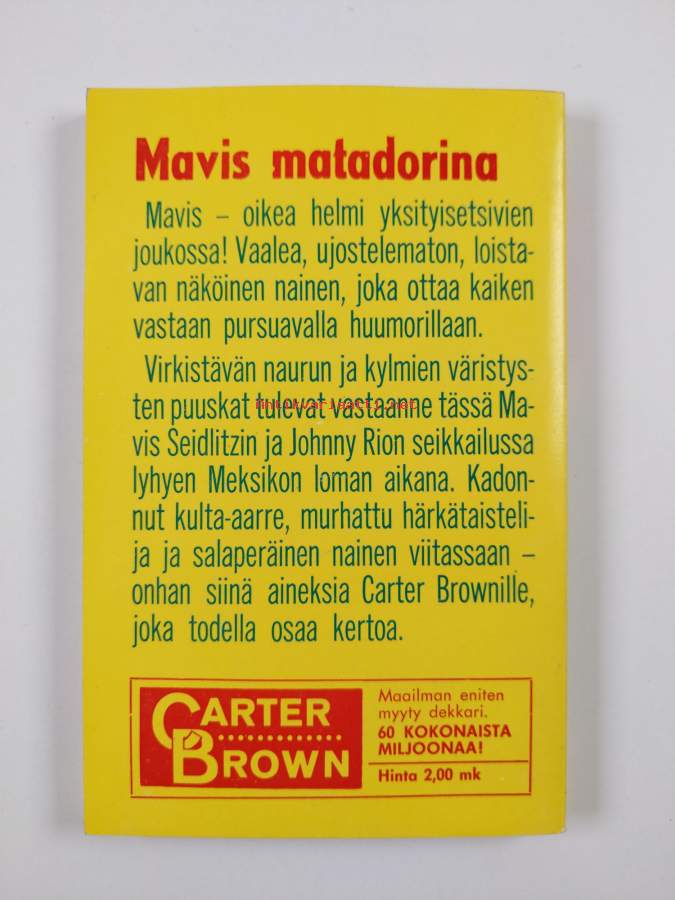 Mavis matadorina
Mavis – oikea helmi yksityisetsivien
joukossa! Vaalea, ujostelematon, loista-
van näköinen nainen, joka ottaa kaiken
vastaan pursuavalla huumorillaan.
Virkistävän naurun ja kylmien väristys-
ten puuskat tulevat vastaanne tässä Ma-
antikvariaatti.net
vis Seidlitzin ja Johnny Rion seikkailussa
lyhyen Meksikon loman aikana. Kadon-
nut kulta-aarre, murhattu härkätaisteli-
ja ja salaperäinen nainen viitassaan –
onhan siinä aineksia Carter Brownille,
joka todella osaa kertoa.
CARTER
BROWN
Maailman eniten
myyty dekkari.
60 KOKONAISTA
MILJOONAA!
Hinta 2,00 mk